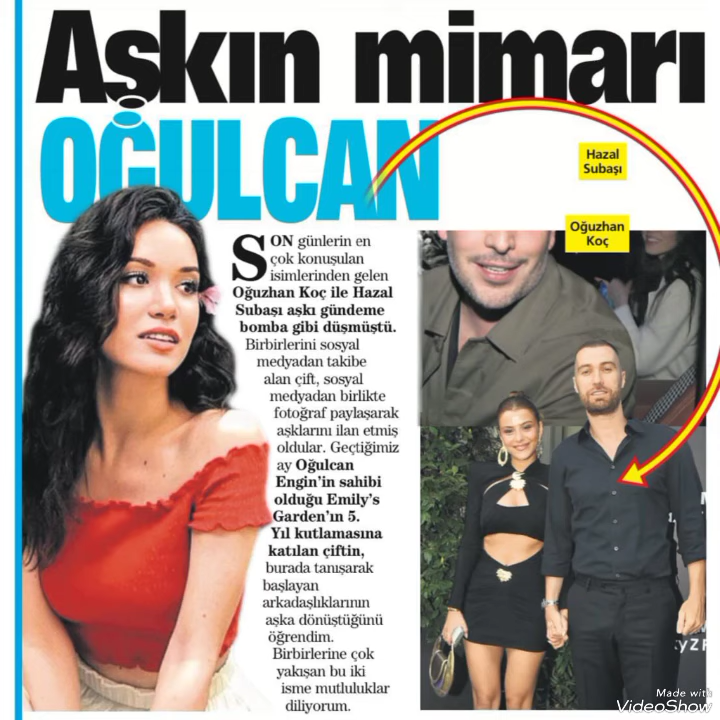 Aşkın mimarı
OĞULCAN
Hazal
Subaşı
Oğuzhan
Koç
SON günlerin en
çok konuşulan
isimlerinden gelen
Oğuzhan Koç ile Hazal
Subaşı aşkı gündeme
bomba gibi düşmüştü.
Birbirlerini sosyal
medyadan takibe
alan çift, sosyal
medyadan birlikte
fotoğraf paylaşarak
aşklarını ilan etmiş
oldular. Geçtiğimiz
ay Oğulcan
Engin'in sahibi
olduğu Emily's
Garden'ın 5.
Yıl kutlamasına
katılan çiftin,
burada tanışarak
başlayan
arkadaşlıklarının
aşka dönüştüğünü
öğrendim.
Birbirlerine çok
yakışan bu iki
isme mutluluklar
diliyorum.
Made with
VideoShow